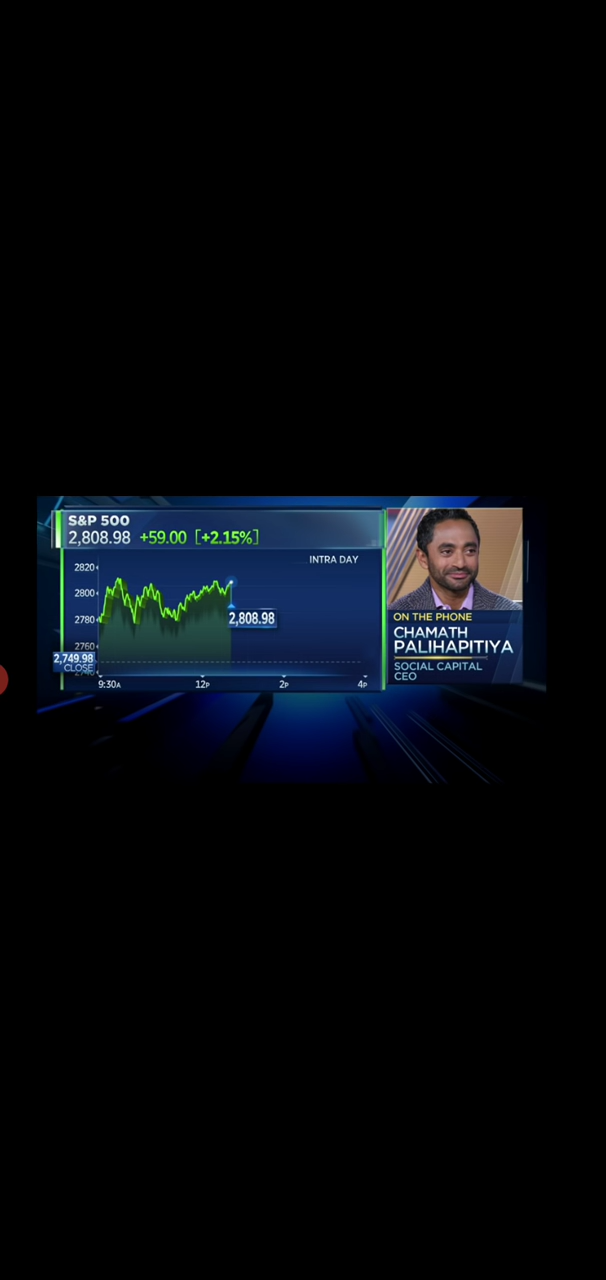 S&P 500
2,808.98 +59.00 [+2.15%]
INTRA DAY
2820
2800
2780
2760
2,749.98
CLOSE
2,808.98
9:30A
12P
2P
4P
ON THE PHONE
CHAMATH
PALIHAPITIYA
SOCIAL CAPITAL
CEO